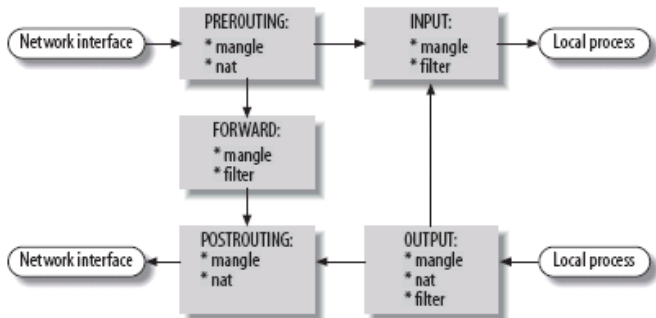 Network interface
PREROUTING:
* mangle
* nat
INPUT:
* mangle
* filter
Local process
FORWARD:
* mangle
* filter
Network interface
POSTROUTING:
* mangle
* nat
OUTPUT:
* mangle
* nat
* filter
Local process